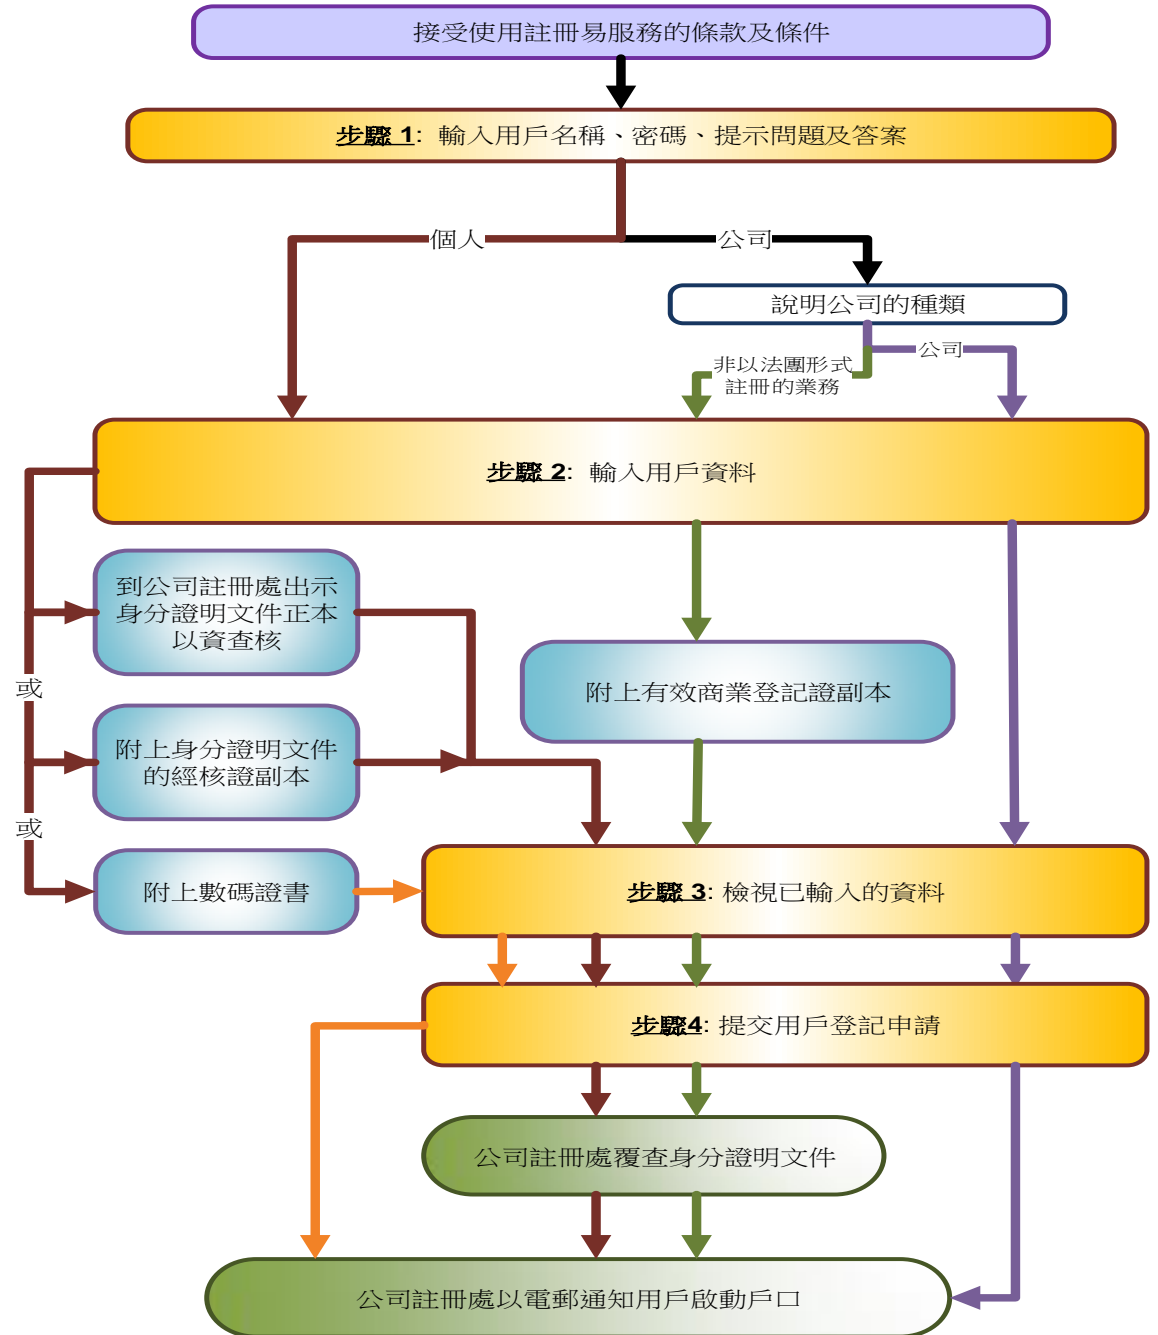 接受使用註冊易服務的條款及條件
步驟 1: 輸入用戶名稱、密碼、提示問題及答案
個人
公司
說明公司的種類
公司
非以法團形式
註冊的業務
步驟 2: 輸入用戶資料
到公司註冊處出示
身分證明文件正本
以資查核
或
附上有效商業登記證副本
附上身分證明文件
的經核證副本
或
附上數碼證書
步驟 3: 檢視已輸入的資料
步驟4: 提交用戶登記申請
公司註冊處覆查身分證明文件
公司註冊處以電郵通知用戶啟動戶口